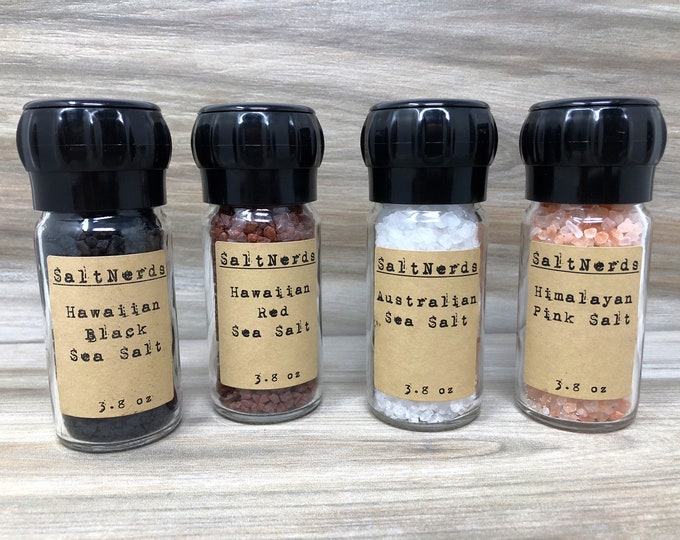 SaltNerds
Hawaiian
Black
Sea Salt
3.8 oz
SaltNerds
Hawaiian
Red
Sea Salt
3.8 oz
SaltNerds
Australian
Sea Salt
3.8 oz
SaltNerds
Himalayan
Pink Salt
3.8 oz